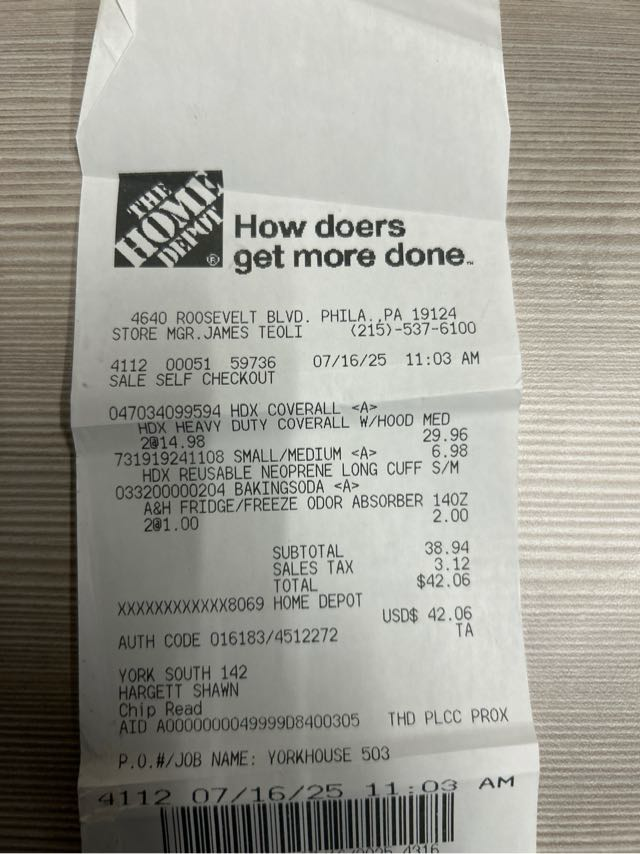 THE
HOME
DEPOT
How doers
get more done.
4640 ROOSEVELT BLVD. PHILA.,PA 19124
STORE MGR.JAMES TEOLI (215)-537-6100
4112 00051 59736 07/16/25 11:03 AM
SALE SELF CHECKOUT
047034099594 HDX COVERALL <A>
HDX HEAVY DUTY COVERALL W/HOOD MED
2@14.98 29.96
731919241108 SMALL/MEDIUM <A> 6.98
HDX REUSABLE NEOPRENE LONG CUFF S/M
033200000204 BAKINGSODA <A>
A&H FRIDGE/FREEZE ODOR ABSORBER 14OZ
2@1.00 2.00
SUBTOTAL 38.94
SALES TAX 3.12
TOTAL $42.06
XXXXXXXXXXXX8069 HOME DEPOT
USD$ 42.06
AUTH CODE 016183/4512272 TA
YORK SOUTH 142
HARGETT SHAWN
Chip Read
AID A0000000049999D8400305 THD PLCC PROX
P.O.#/JOB NAME: YORKHOUSE 503
4112 07/16/25 11:03 AM